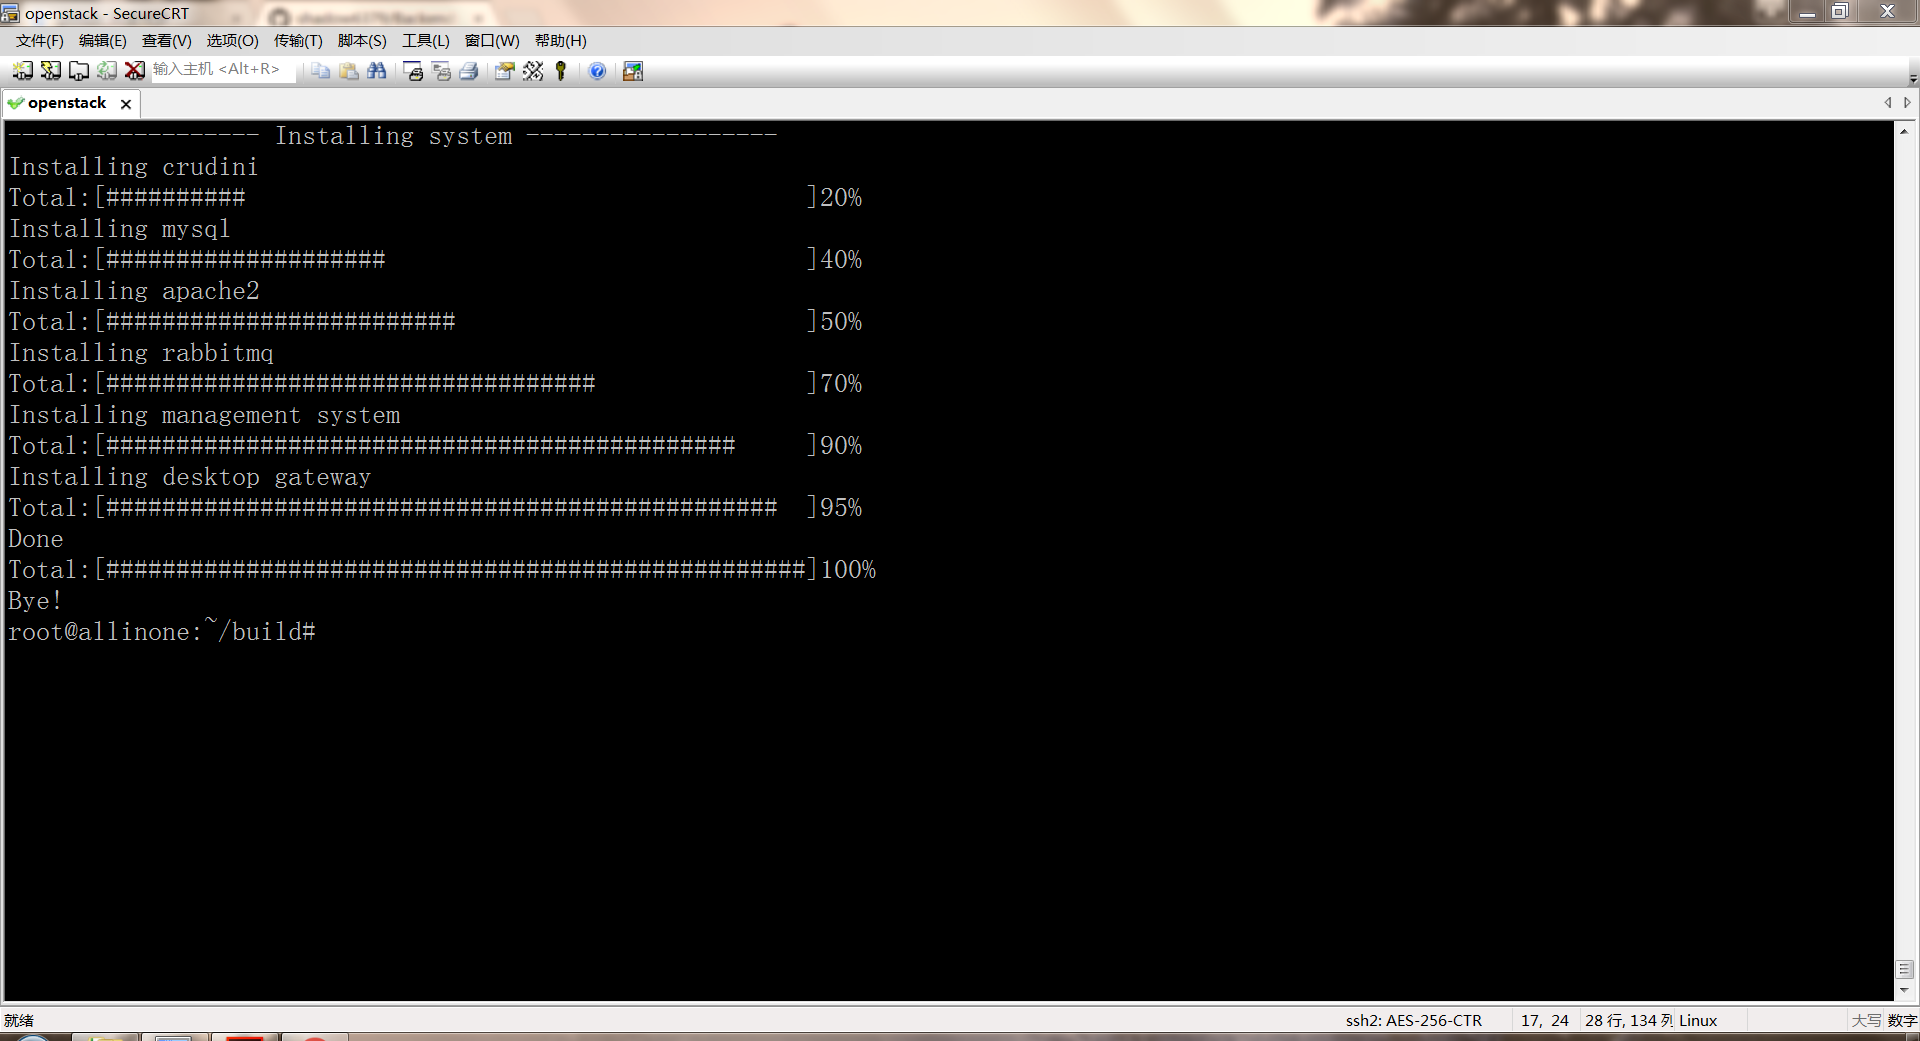 openstack - SecureCRT
文件(F) 编辑(E) 查看(V) 选项(O) 传输(T) 脚本(S) 工具(L) 窗口(W) 帮助(H)
输入主机 <Alt+R>
openstack
------------------ Installing system ------------------
Installing crudini
Total:[##########                                        ]20%
Installing mysql
Total:[####################                              ]40%
Installing apache2
Total:[#########################                         ]50%
Installing rabbitmq
Total:[###################################               ]70%
Installing management system
Total:[#############################################     ]90%
Installing desktop gateway
Total:[################################################  ]95%
Done
Total:[##################################################]100%
Bye!
root@allinone:~/build#
就绪 ssh2: AES-256-CTR 17, 24 28 行, 134 列 Linux 大写 数字